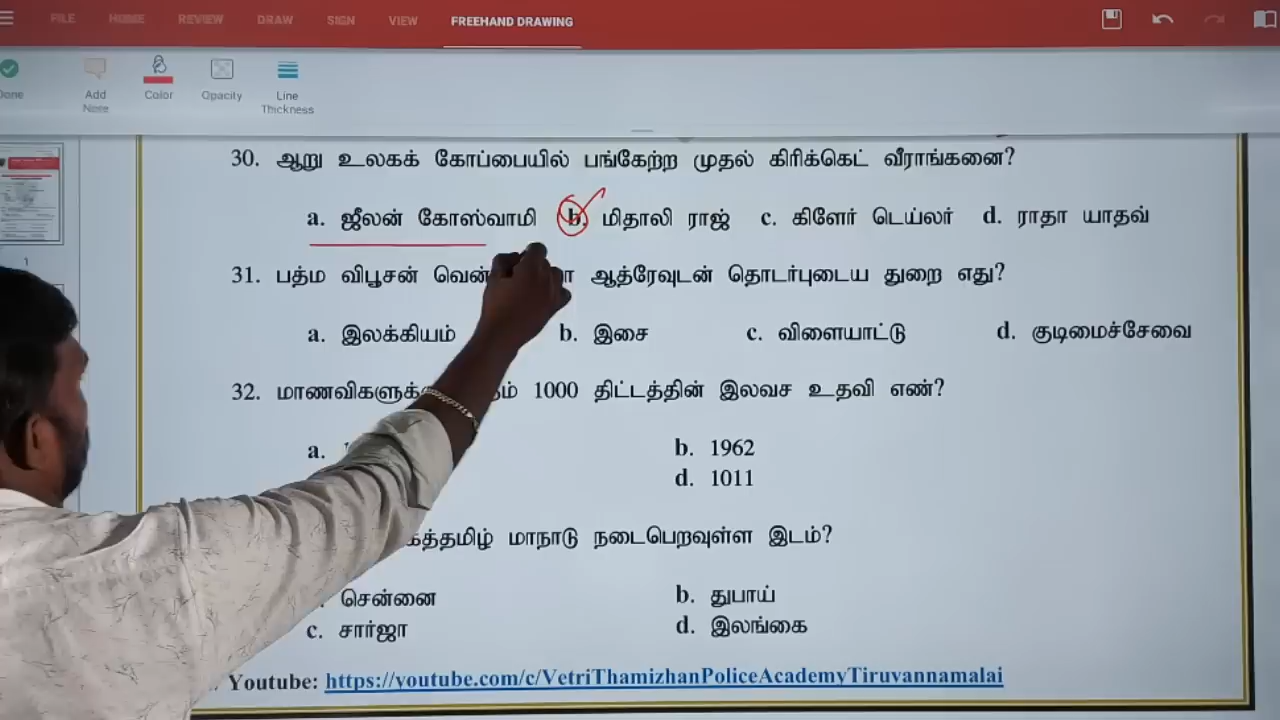 FILE HOME REVIEW DRAW SIGN VIEW FREEHAND DRAWING
Done Add Note Color Opacity Line Thickness
30. ஆறு உலகக் கோப்பையில் பங்கேற்ற முதல் கிரிக்கெட் வீராங்கனை?
a. ஜீலன் கோஸ்வாமி b. மிதாலி ராஜ் c. கிளேர் டெய்லர் d. ராதா யாதவ்
31. பத்ம விபூசன் ஆத்ரேவுடன் தொடர்புடைய துறை எது?
a. இலக்கியம் b. இசை c. விளையாட்டு d. குடிமைச்சேவை
32. 1000 திட்டத்தின் இலவச உதவி எண்?
a. b. 1962
d. 1011
மாநாடு நடைபெறவுள்ள இடம்?
சென்னை b. துபாய்
c. சார்ஜா d. இலங்கை
Youtube: https://youtube.com/c/VetriThamizhanPoliceAcademyTiruvannamalai
1